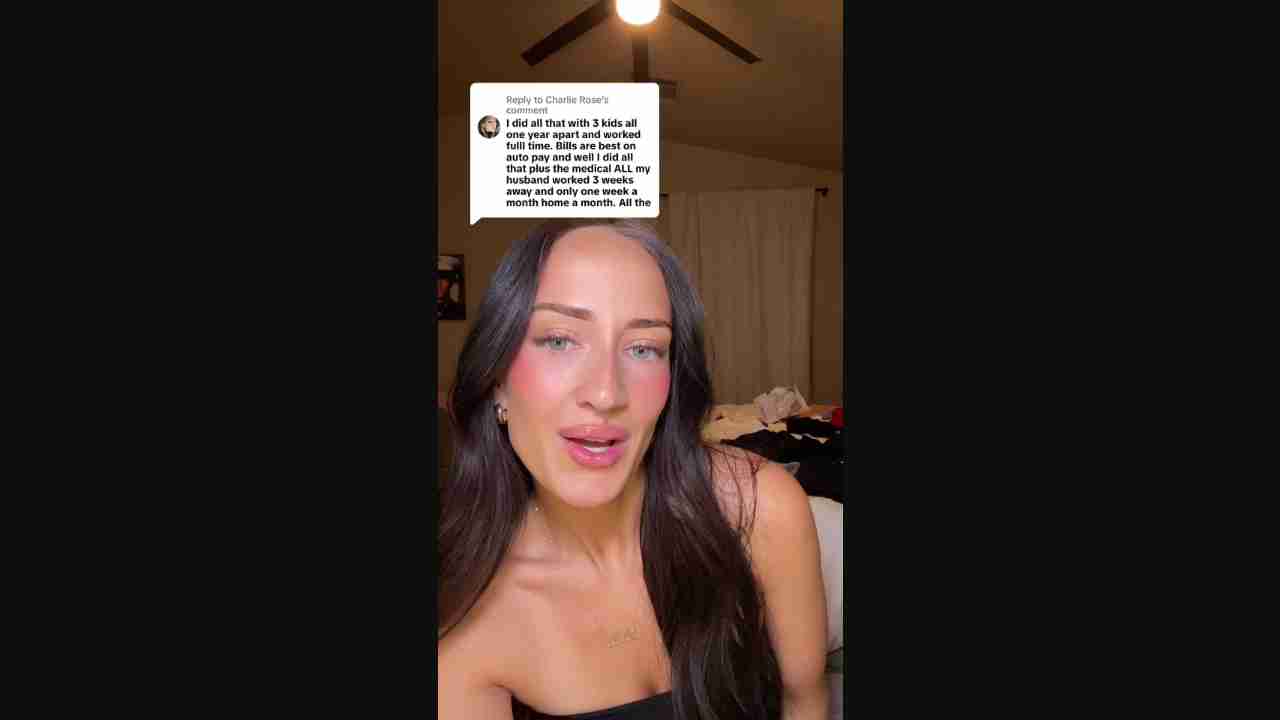 Reply to Charlie Rose's
comment
I did all that with 3 kids all
one year apart and worked
fulll time. Bills are best on
auto pay and well I did all
that plus the medical ALL my
husband worked 3 weeks
away and only one week a
month home a month. All the